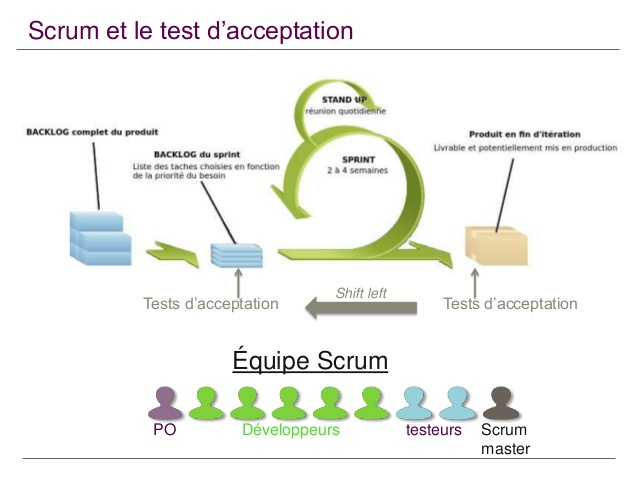 Scrum et le test d’acceptation
STAND UP
réunion quotidienne
BACKLOG complet du produit
Produit en fin d'itération
Livrable et potentiellement mis en production
BACKLOG du sprint
Liste des taches choisies en fonction
de la priorité du besoin
SPRINT
2 à 4 semaines
Shift left
Tests d’acceptation
Tests d’acceptation
Équipe Scrum
PO
Développeurs
testeurs
Scrum
master